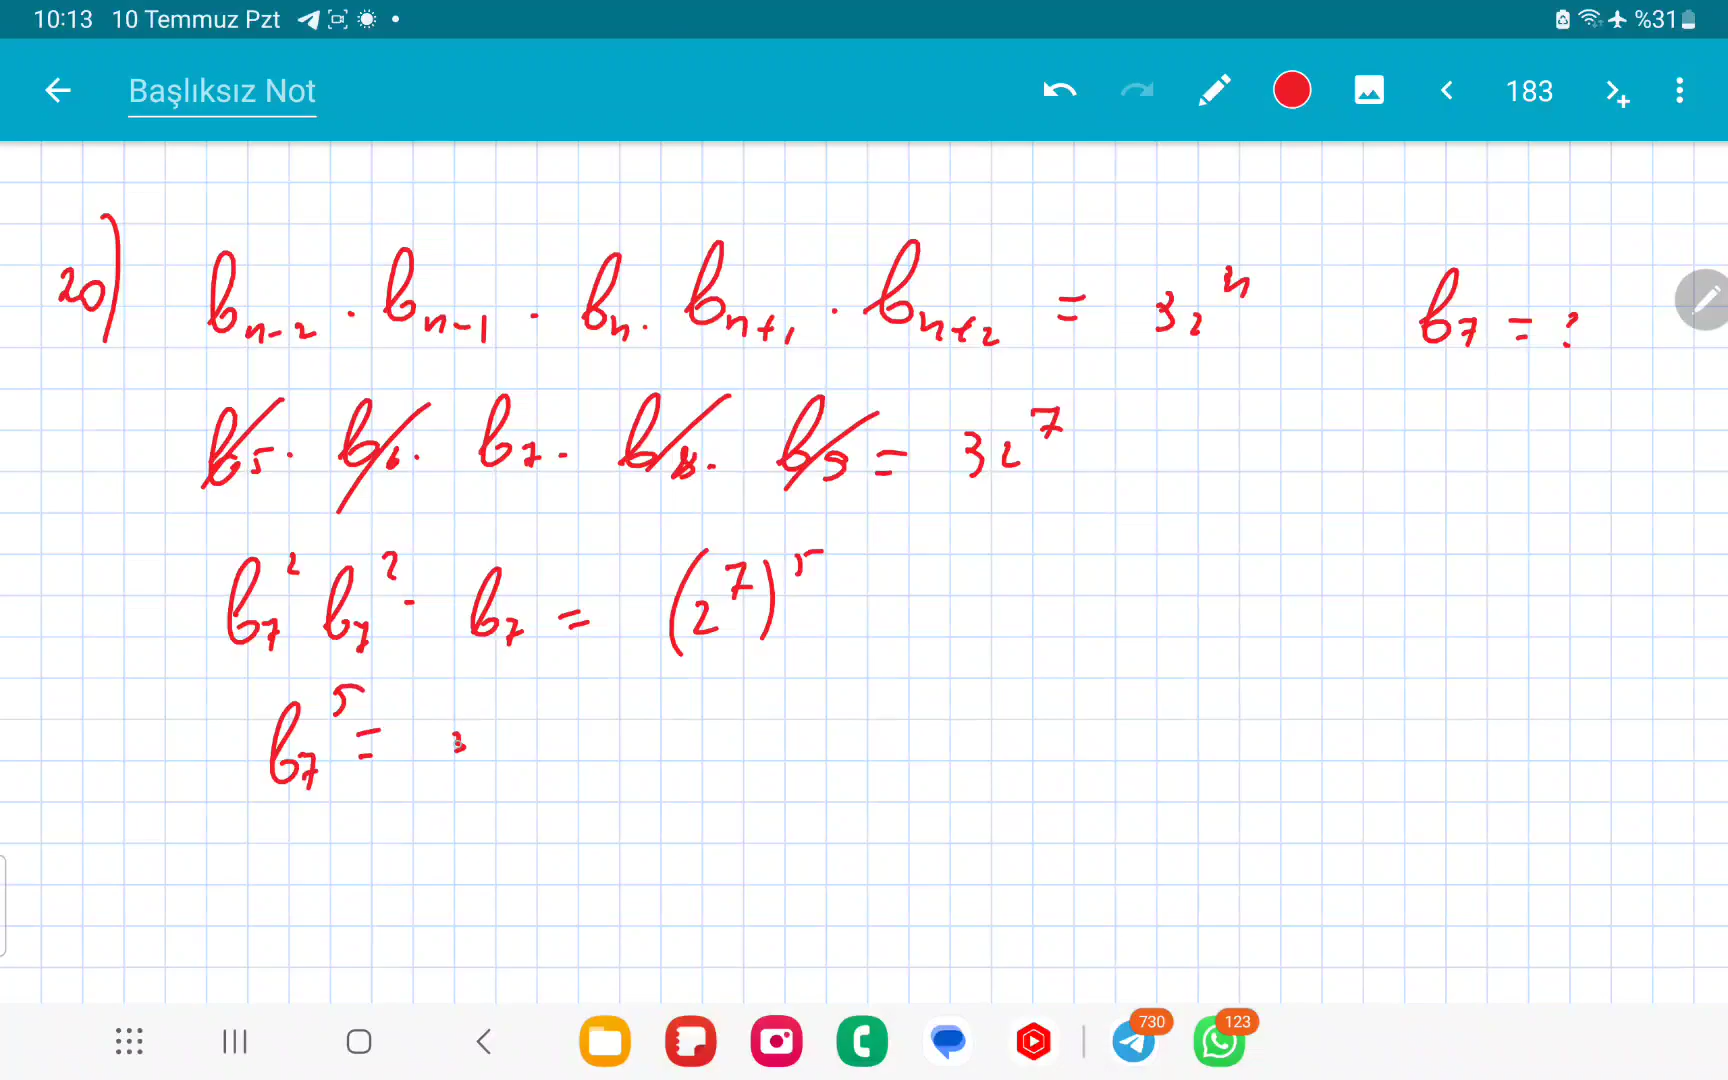 10:13 10 Temmuz Pzt %31
Başlıksız Not 183
20) b_{n-2} . b_{n-1} . b_n . b_{n+1} . b_{n+2} = 32^n b_7 = ?
b_5 . b_6 . b_7 . b_8 . b_9 = 32^7
b_7^2 b_7^2 . b_7 = (2^7)^5
b_7^5 =
730 123